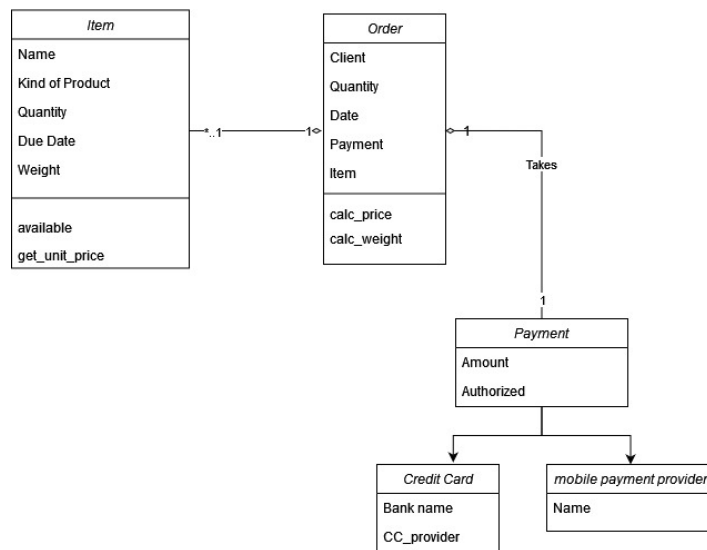 Item
Name
Kind of Product
Quantity
Due Date
Weight
available
get_unit_price
*..1
1
Order
Client
Quantity
Date
Payment
Item
calc_price
calc_weight
1
Takes
1
Payment
Amount
Authorized
Credit Card
Bank name
CC_provider
mobile payment provider
Name